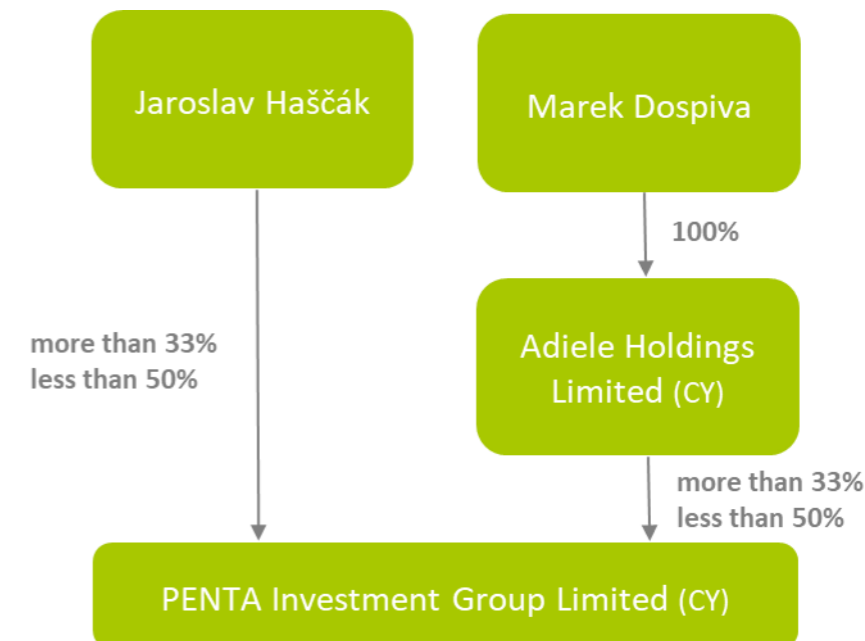 Jaroslav Haščák
Marek Dospiva
100%
Adiele Holdings
Limited (CY)
more than 33%
less than 50%
more than 33%
less than 50%
PENTA Investment Group Limited (CY)